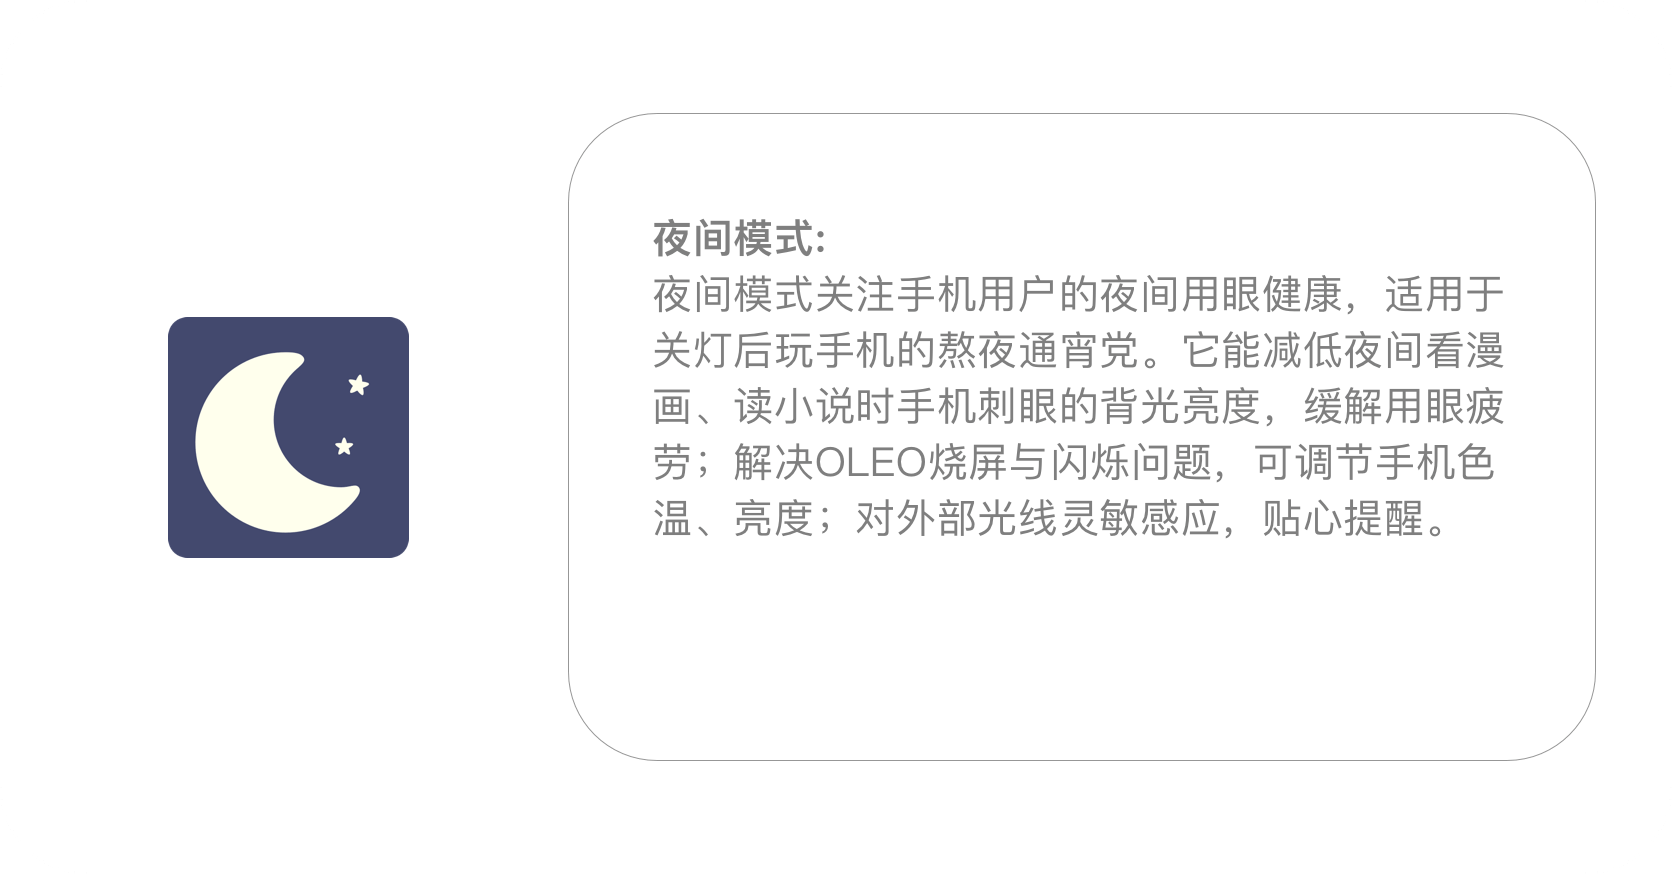 夜间模式:
夜间模式关注手机用户的夜间用眼健康，适用于
关灯后玩手机的熬夜通宵党。它能减低夜间看漫
画、读小说时手机刺眼的背光亮度，缓解用眼疲
劳；解决OLEO烧屏与闪烁问题，可调节手机色
温、亮度；对外部光线灵敏感应，贴心提醒。